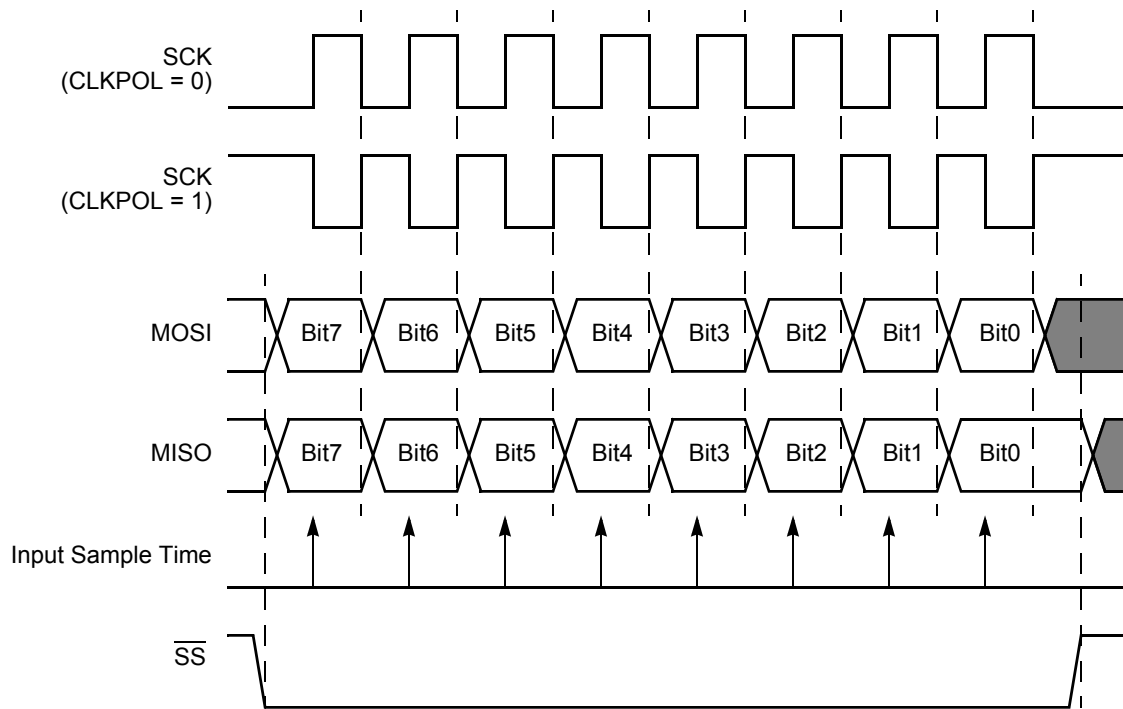 SCK
(CLKPOL = 0)
SCK
(CLKPOL = 1)
MOSI
Bit7 Bit6 Bit5 Bit4 Bit3 Bit2 Bit1 Bit0
MISO
Bit7 Bit6 Bit5 Bit4 Bit3 Bit2 Bit1 Bit0
Input Sample Time
S̅S̅